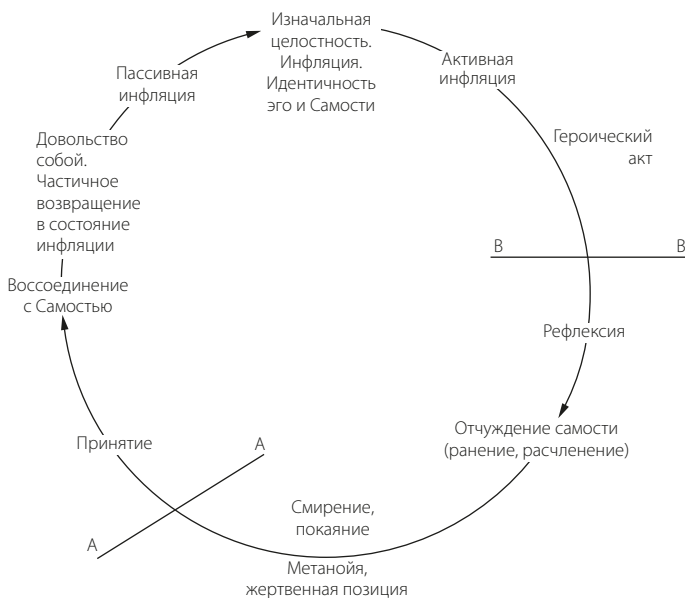 Изначальная
целостность.
Инфляция.
Идентичность
эго и Самости
Активная
инфляция
Героический
акт
B
B
Рефлексия
Отчуждение самости
(ранение, расчленение)
Смирение,
покаяние
Метанойя,
жертвенная позиция
A
A
Принятие
Воссоединение
с Самостью
Довольство
собой.
Частичное
возвращение
в состояние
инфляции
Пассивная
инфляция